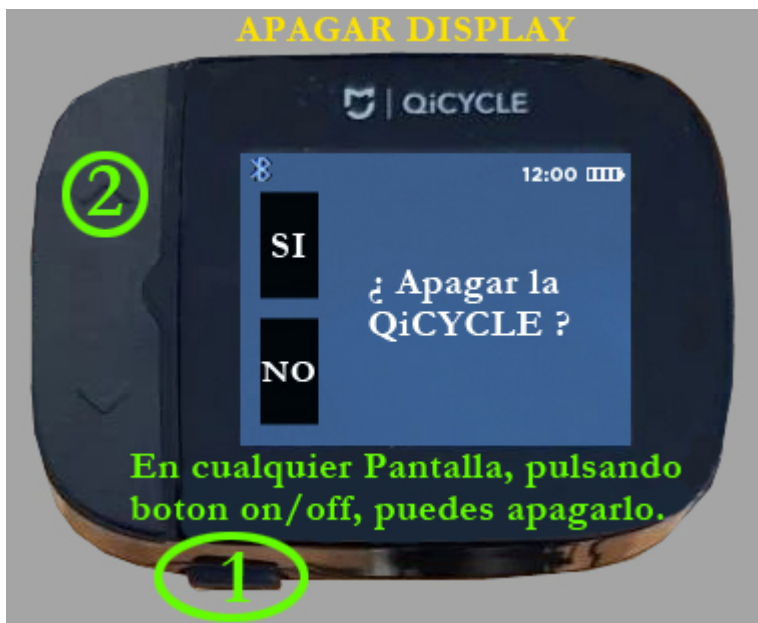 APAGAR DISPLAY
QiCYCLE
12:00
2
SI
¿ Apagar la
QiCYCLE ?
NO
En cualquier Pantalla, pulsando
boton on/off, puedes apagarlo.
1